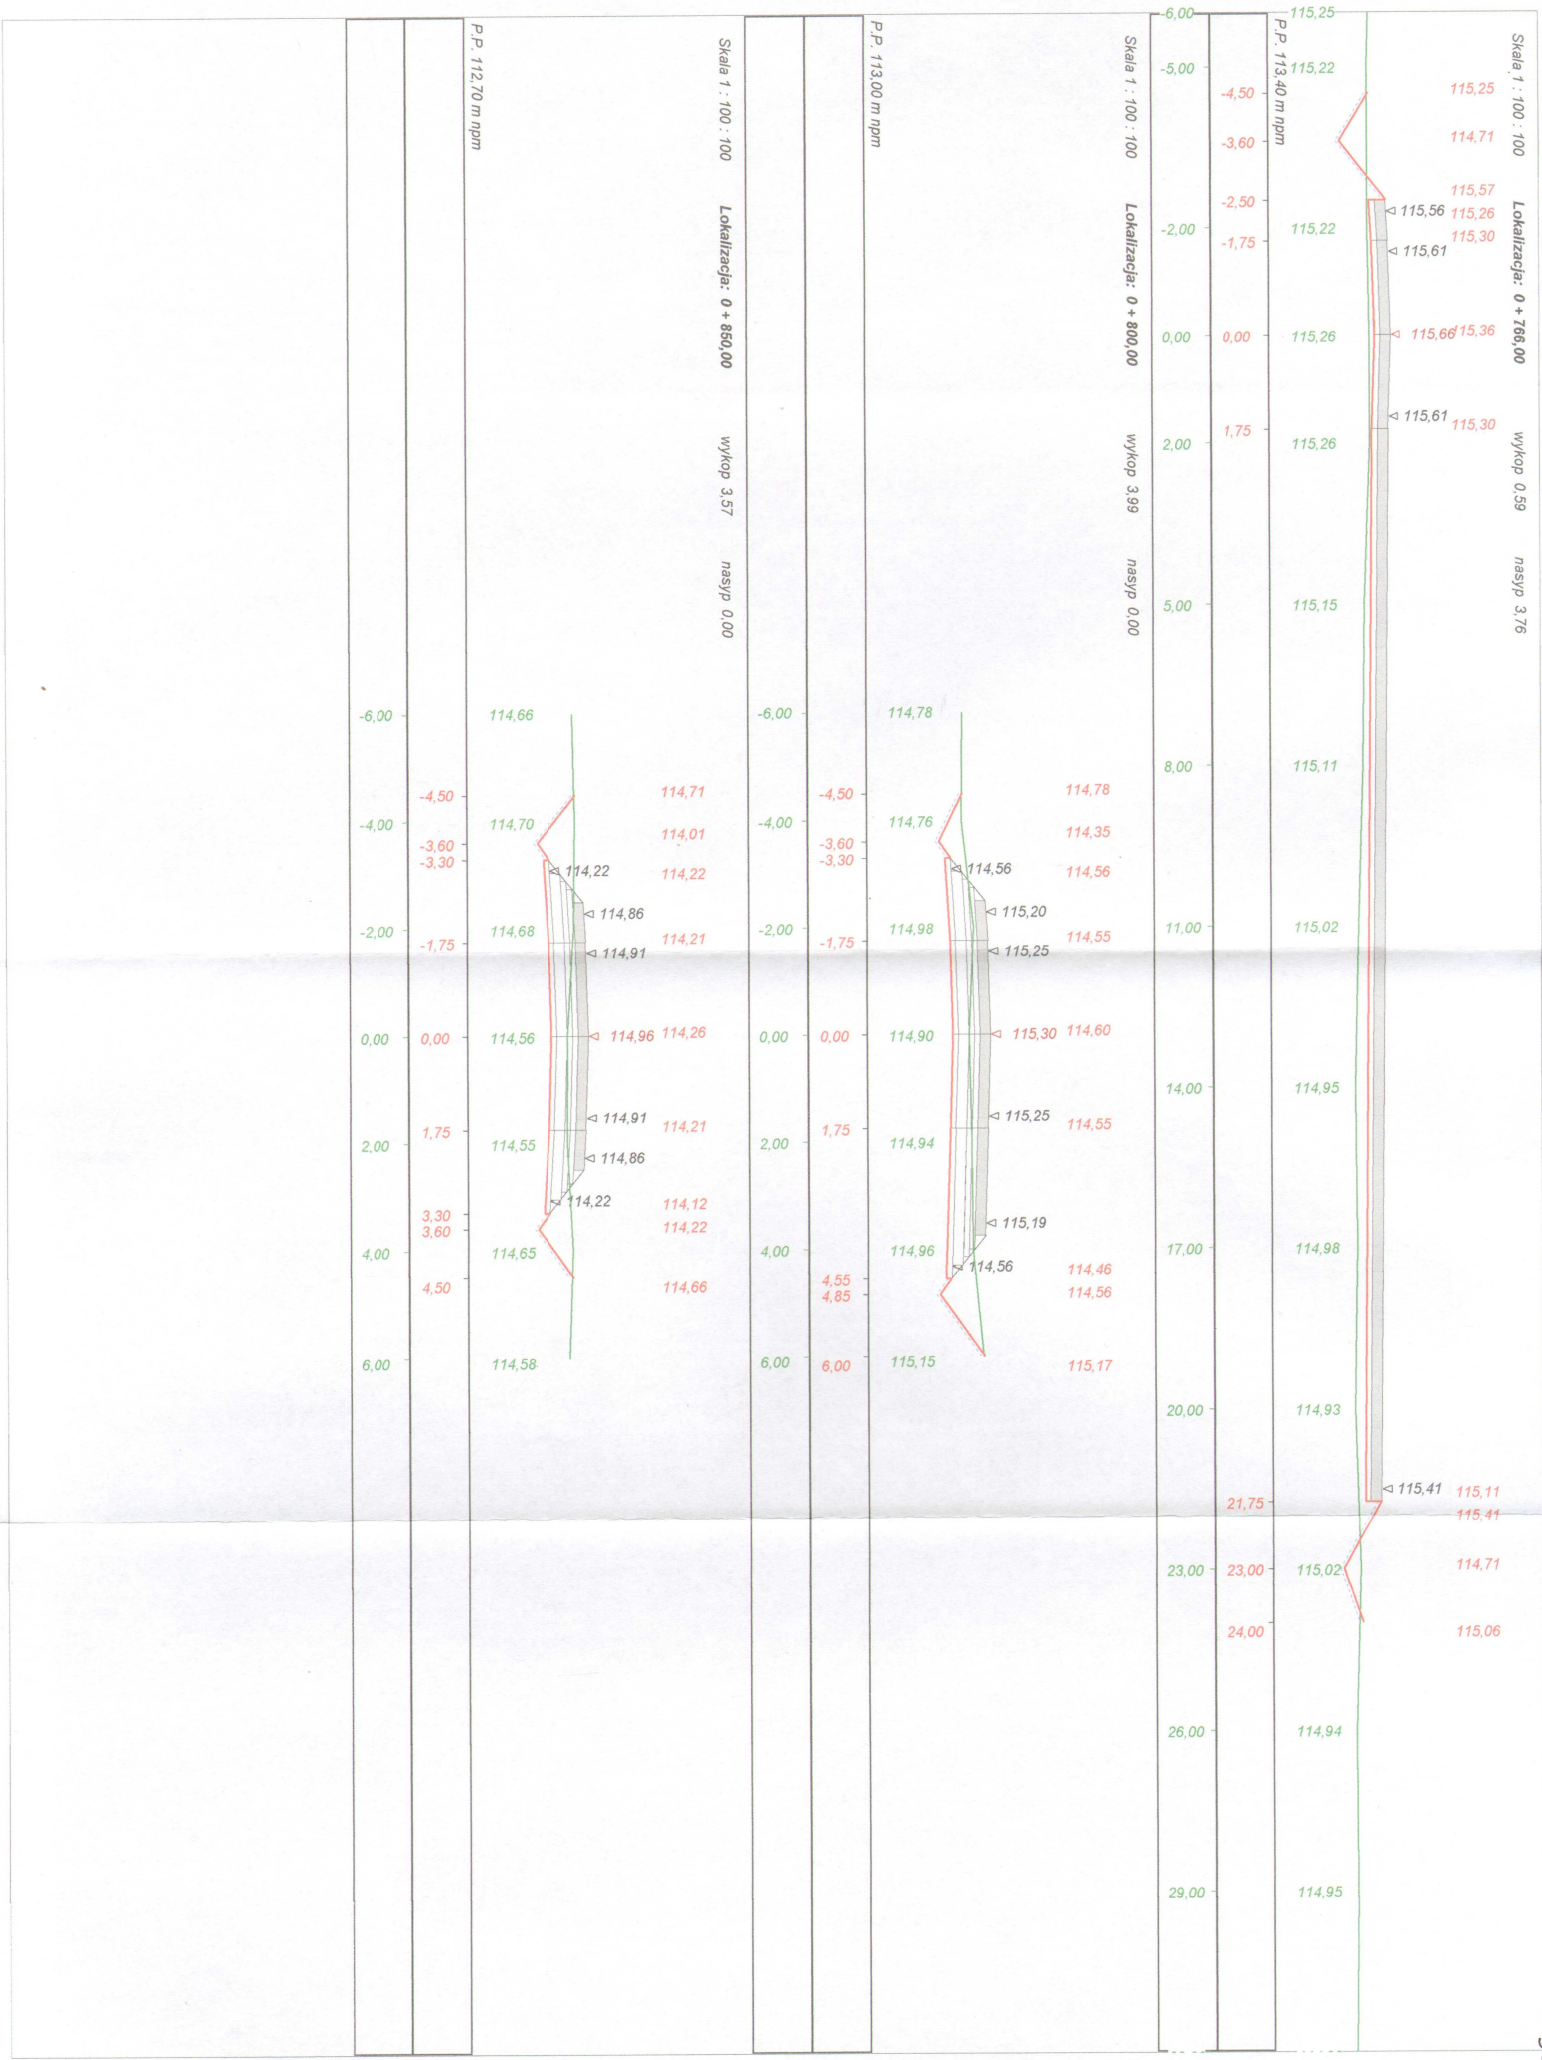 Skala 1 : 100 : 100 Lokalizacja: 0 + 766,00 wykop 0,59 nasyp 3,76
115,25 114,71 115,57 115,26 115,30 115,36 115,30 115,11 115,41 114,71 115,06
115,56 115,61 115,66 115,61 115,41
P.P. 113,40 m npm
115,25 115,22 115,22 115,26 115,26 115,15 115,11 115,02 114,95 114,98 114,93 115,02 114,94 114,95
-4,50 -3,60 -2,50 -1,75 0,00 1,75 21,75 23,00 24,00
-6,00 -5,00 -2,00 0,00 2,00 5,00 8,00 11,00 14,00 17,00 20,00 23,00 26,00 29,00
Skala 1 : 100 : 100 Lokalizacja: 0 + 800,00 wykop 3,99 nasyp 0,00
114,78 114,35 114,56 114,55 114,60 114,55 114,46 114,56 115,17
114,56 115,20 115,25 115,30 115,25 115,19 114,56
P.P. 113,00 m npm
114,78 114,76 114,98 114,90 114,94 114,96 115,15
-4,50 -3,60 -3,30 -1,75 0,00 1,75 4,55 4,85 6,00
-6,00 -4,00 -2,00 0,00 2,00 4,00 6,00
Skala 1 : 100 : 100 Lokalizacja: 0 + 850,00 wykop 3,57 nasyp 0,00
114,71 114,01 114,22 114,21 114,26 114,21 114,12 114,22 114,66
114,22 114,86 114,91 114,96 114,91 114,86 114,22
P.P. 112,70 m npm
114,66 114,70 114,68 114,56 114,55 114,65 114,58
-4,50 -3,60 -3,30 -1,75 0,00 1,75 3,30 3,60 4,50
-6,00 -4,00 -2,00 0,00 2,00 4,00 6,00